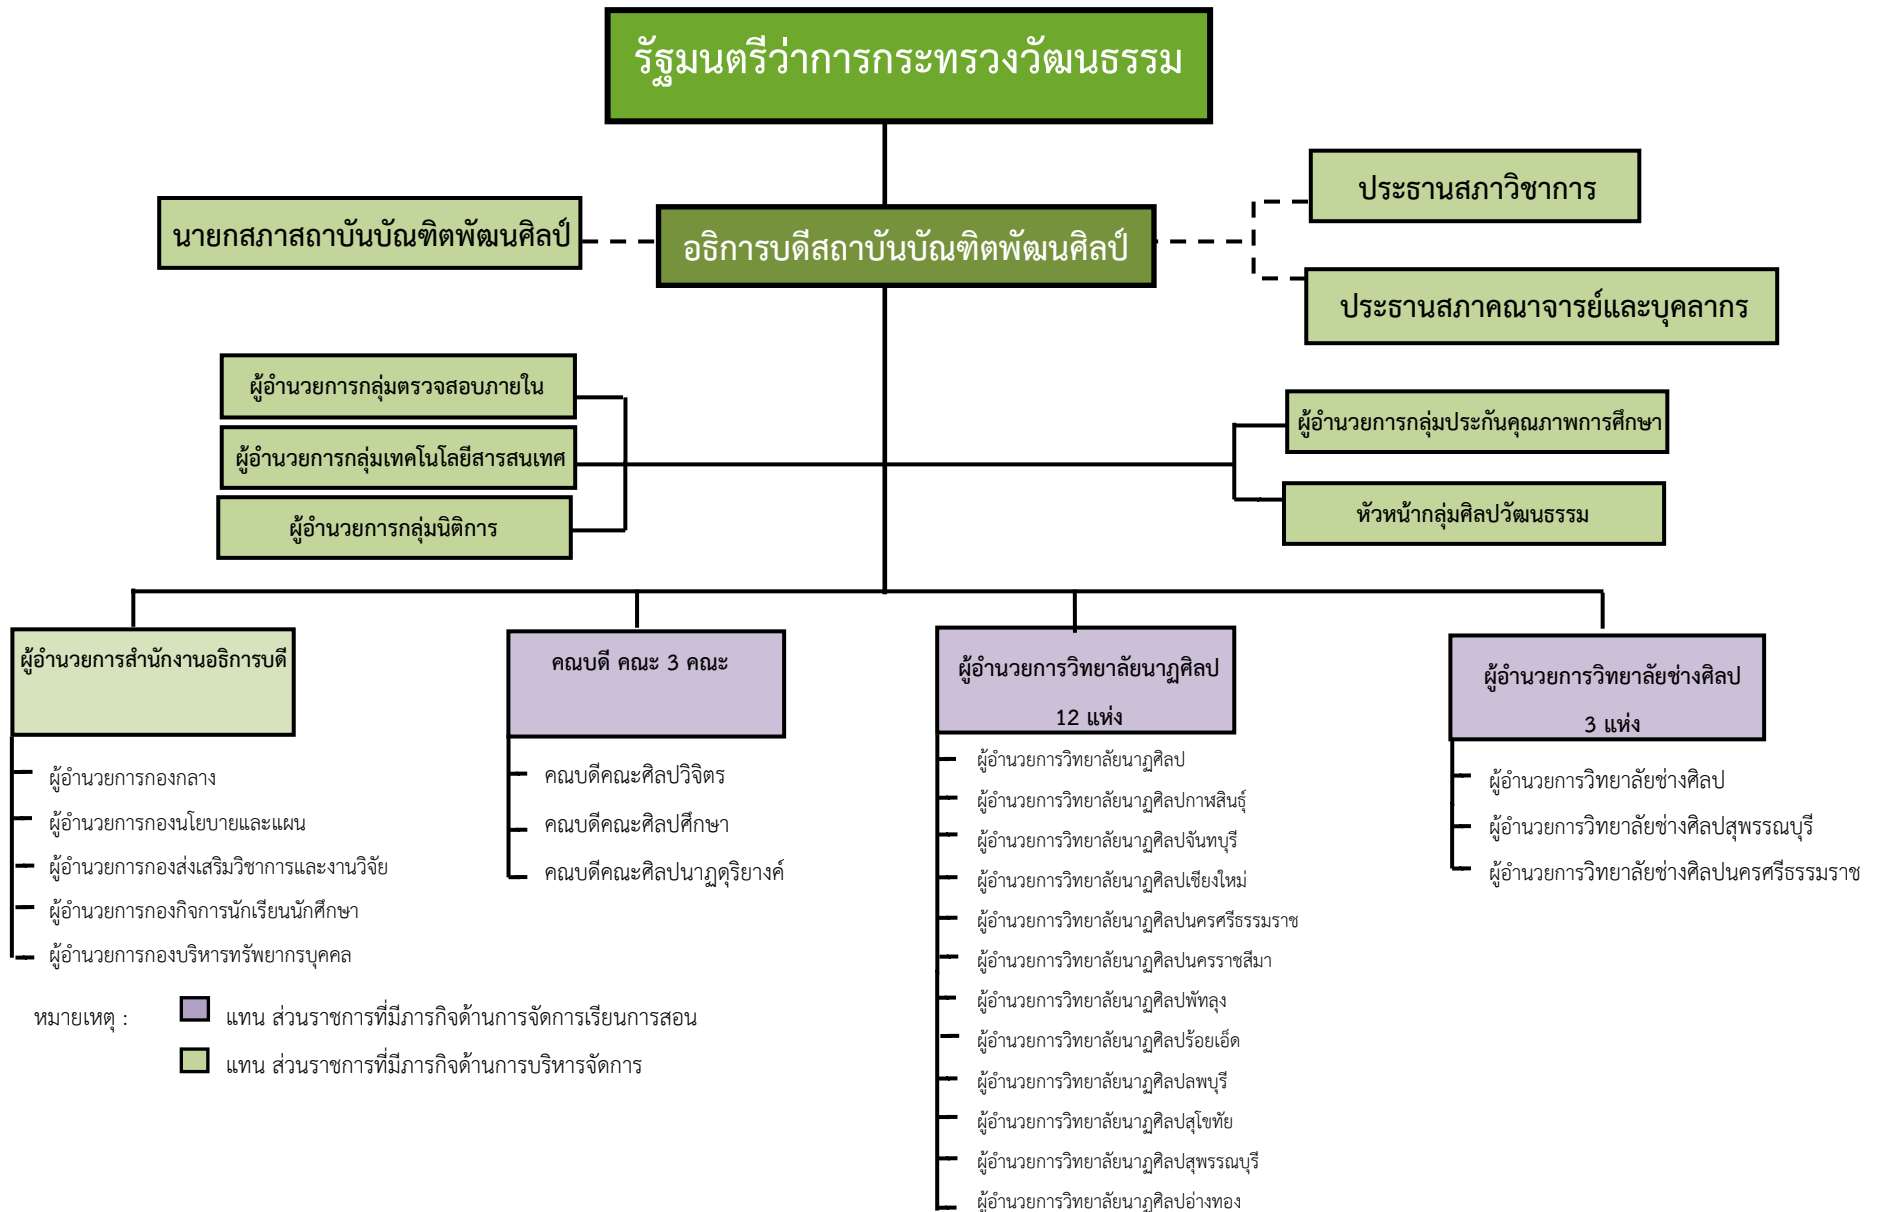 รัฐมนตรีว่าการกระทรวงวัฒนธรรม
นายกสภาสถาบันบัณฑิตพัฒนศิลป์
อธิการบดีสถาบันบัณฑิตพัฒนศิลป์
ประธานสภาวิชาการ
ประธานสภาคณาจารย์และบุคลากร
ผู้อำนวยการกลุ่มตรวจสอบภายใน
ผู้อำนวยการกลุ่มเทคโนโลยีสารสนเทศ
ผู้อำนวยการกลุ่มนิติการ
ผู้อำนวยการกลุ่มประกันคุณภาพการศึกษา
หัวหน้ากลุ่มศิลปวัฒนธรรม
ผู้อำนวยการสำนักงานอธิการบดี
ผู้อำนวยการกองกลาง
ผู้อำนวยการกองนโยบายและแผน
ผู้อำนวยการกองส่งเสริมวิชาการและงานวิจัย
ผู้อำนวยการกองกิจการนักเรียนนักศึกษา
ผู้อำนวยการกองบริหารทรัพยากรบุคคล
คณบดี คณะ 3 คณะ
คณบดีคณะศิลปวิจิตร
คณบดีคณะศิลปศึกษา
คณบดีคณะศิลปนาฏดุริยางค์
ผู้อำนวยการวิทยาลัยนาฏศิลป
12 แห่ง
ผู้อำนวยการวิทยาลัยนาฏศิลป
ผู้อำนวยการวิทยาลัยนาฏศิลปกาฬสินธุ์
ผู้อำนวยการวิทยาลัยนาฏศิลปจันทบุรี
ผู้อำนวยการวิทยาลัยนาฏศิลปเชียงใหม่
ผู้อำนวยการวิทยาลัยนาฏศิลปนครศรีธรรมราช
ผู้อำนวยการวิทยาลัยนาฏศิลปนครราชสีมา
ผู้อำนวยการวิทยาลัยนาฏศิลปพัทลุง
ผู้อำนวยการวิทยาลัยนาฏศิลปร้อยเอ็ด
ผู้อำนวยการวิทยาลัยนาฏศิลปลพบุรี
ผู้อำนวยการวิทยาลัยนาฏศิลปสุโขทัย
ผู้อำนวยการวิทยาลัยนาฏศิลปสุพรรณบุรี
ผู้อำนวยการวิทยาลัยนาฏศิลปอ่างทอง
ผู้อำนวยการวิทยาลัยช่างศิลป
3 แห่ง
ผู้อำนวยการวิทยาลัยช่างศิลป
ผู้อำนวยการวิทยาลัยช่างศิลปสุพรรณบุรี
ผู้อำนวยการวิทยาลัยช่างศิลปนครศรีธรรมราช
หมายเหตุ : แทน ส่วนราชการที่มีภารกิจด้านการจัดการเรียนการสอน
แทน ส่วนราชการที่มีภารกิจด้านการบริหารจัดการ